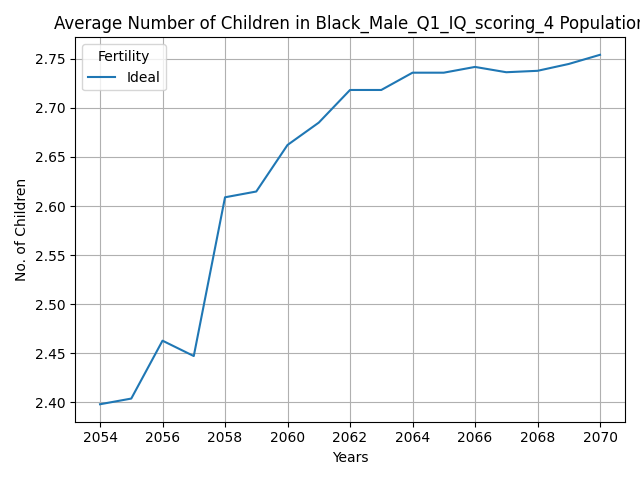 Average Number of Children in Black_Male_Q1_IQ_scoring_4 Population
Fertility
Ideal
2.75
2.70
2.65
2.60
2.55
2.50
2.45
2.40
No. of Children
2054 2056 2058 2060 2062 2064 2066 2068 2070
Years